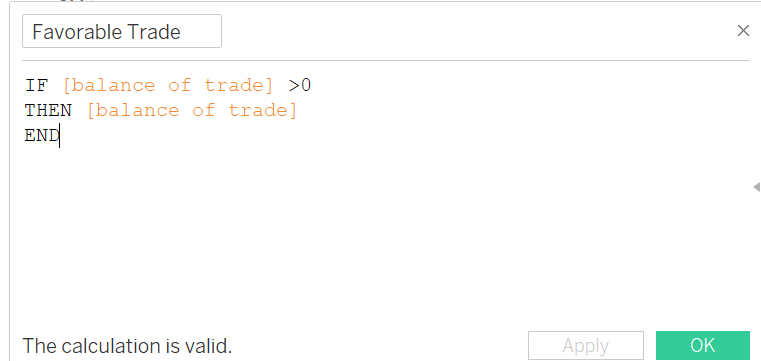 Favorable Trade
IF [balance of trade] >0
THEN [balance of trade]
END
The calculation is valid.
Apply
OK